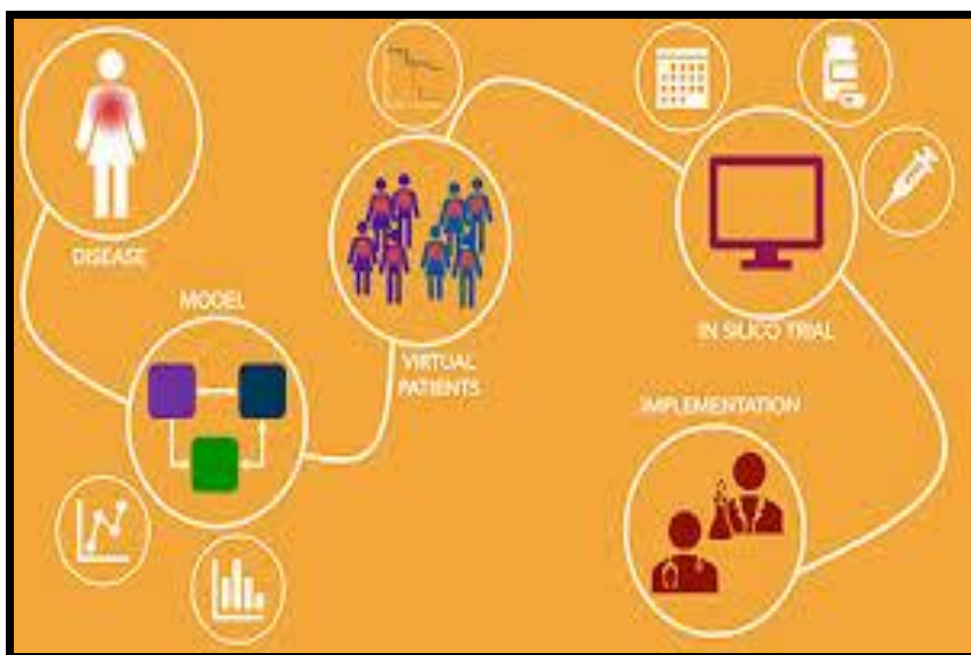 DISEASE
MODEL
VIRTUAL
PATIENTS
IN SILICO TRIAL
IMPLEMENTATION